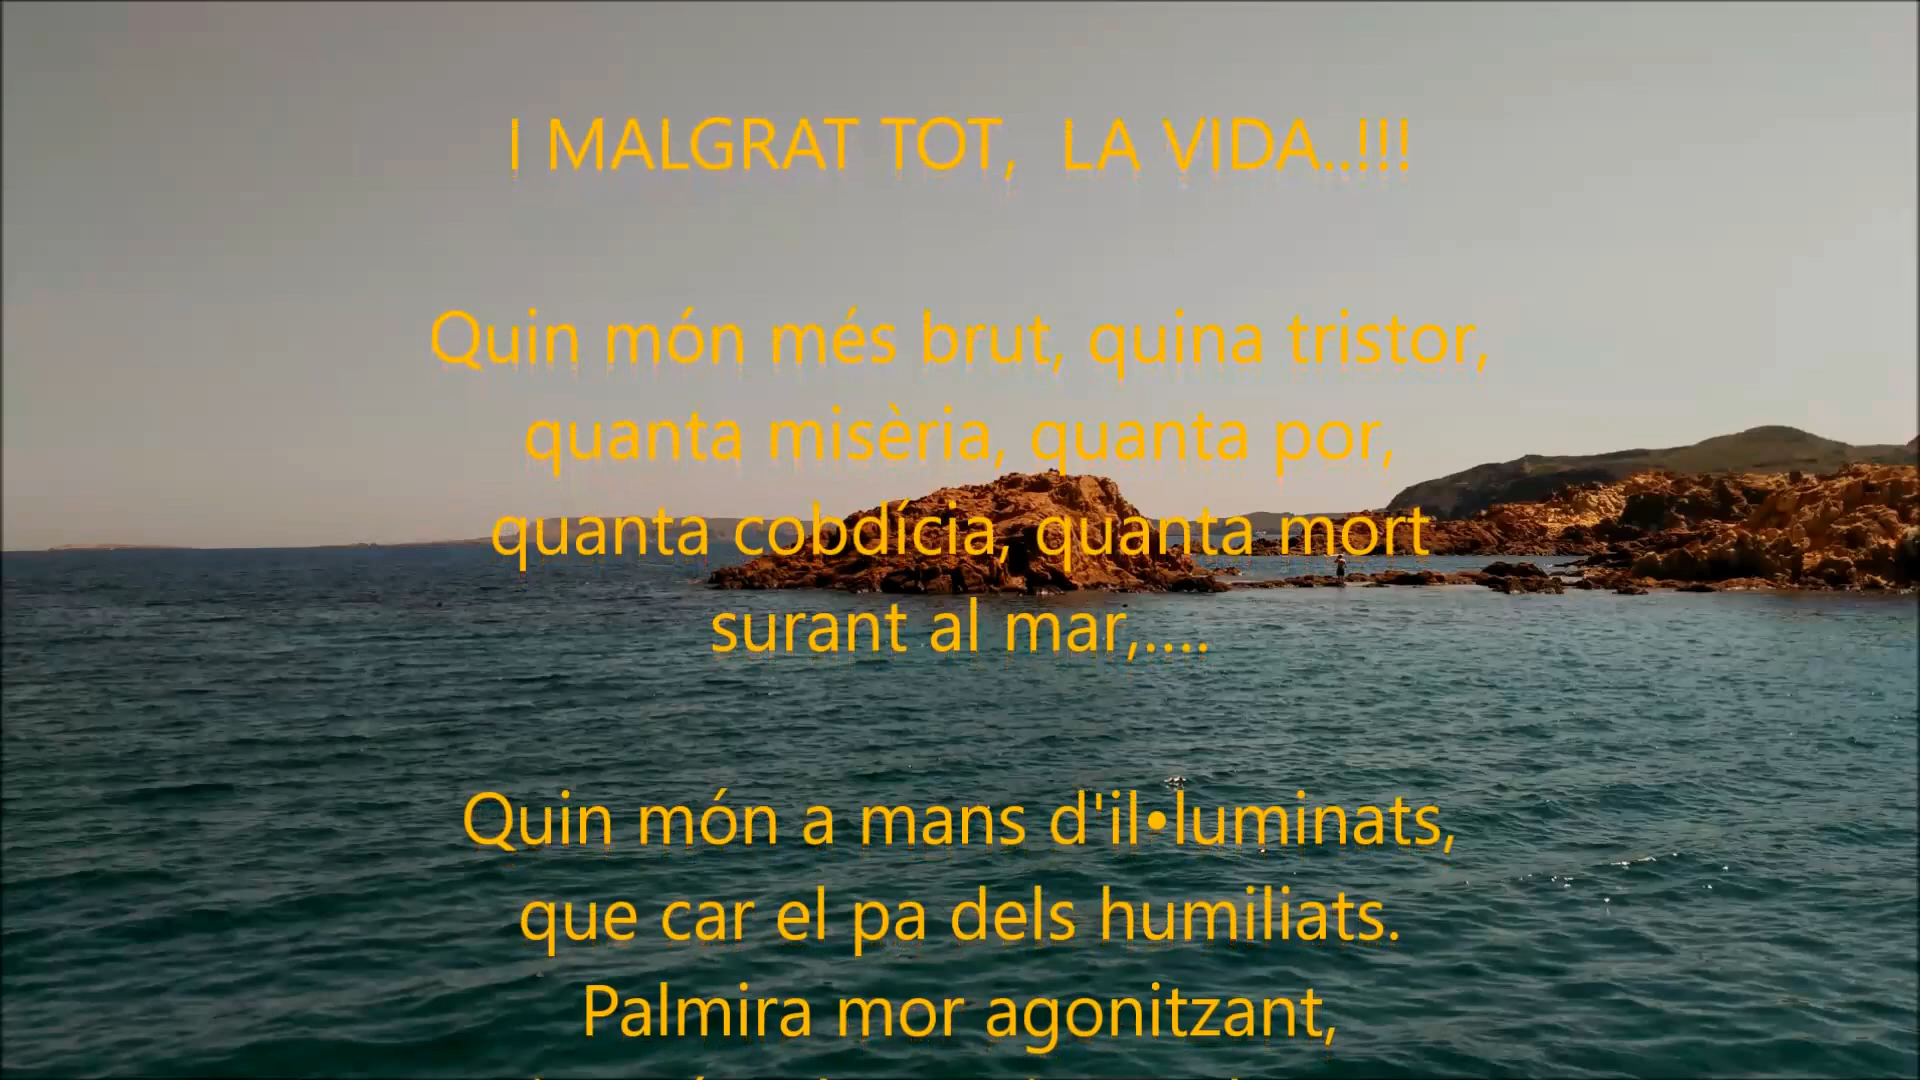 I MALGRAT TOT, LA VIDA..!!!
Quin món més brut, quina tristor,
quanta misèria, quanta por,
quanta cobdícia, quanta mort
surant al mar,....
Quin món a mans d'il•luminats,
que car el pa dels humiliats.
Palmira mor agonitzant,